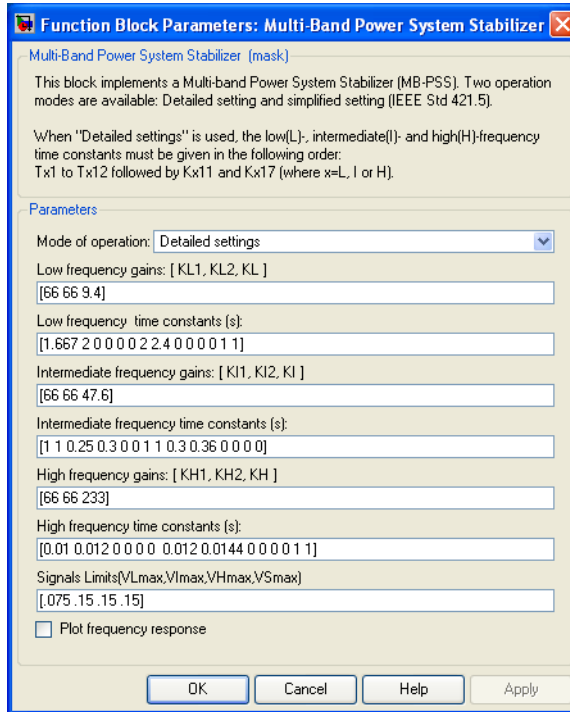 Function Block Parameters: Multi-Band Power System Stabilizer
Multi-Band Power System Stabilizer (mask)
This block implements a Multi-band Power System Stabilizer (MB-PSS). Two operation
modes are available: Detailed setting and simplified setting (IEEE Std 421.5).
When "Detailed settings" is used, the low(L)-, intermediate(I)- and high(H)-frequency
time constants must be given in the following order:
Tx1 to Tx12 followed by Kx11 and Kx17 (where x=L, I or H).
Parameters
Mode of operation: Detailed settings
Low frequency gains: [ KL1, KL2, KL ]
[66 66 9.4]
Low frequency time constants (s):
[1.667 2 0 0 0 0 2 2.4 0 0 0 0 1 1]
Intermediate frequency gains: [ KI1, KI2, KI ]
[66 66 47.6]
Intermediate frequency time constants (s):
[1 1 0.25 0.3 0 0 1 1 0.3 0.36 0 0 0 0]
High frequency gains: [ KH1, KH2, KH ]
[66 66 233]
High frequency time constants (s):
[0.01 0.012 0 0 0 0 0.012 0.0144 0 0 0 0 1 1]
Signals Limits(VLmax,VImax,VHmax,VSmax)
[.075 .15 .15 .15]
Plot frequency response
OK Cancel Help Apply